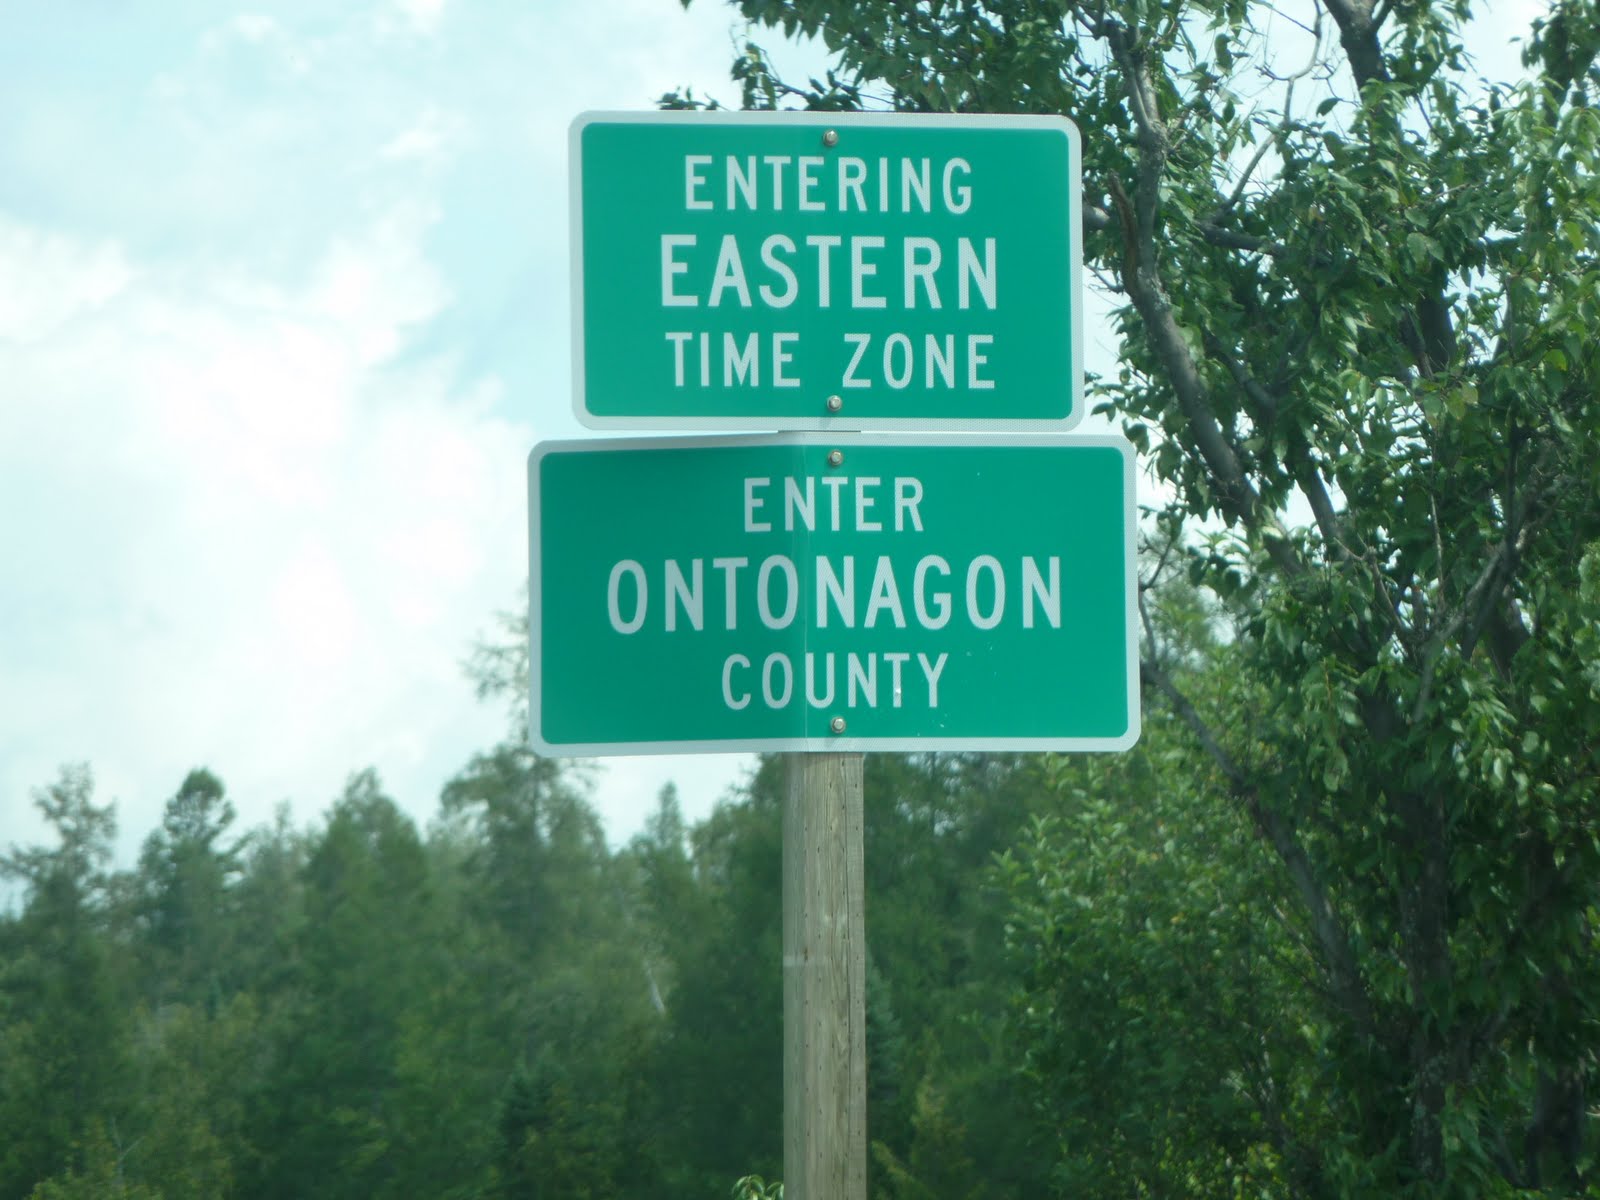 ENTERING
EASTERN
TIME ZONE
ENTER
ONTONAGON
COUNTY